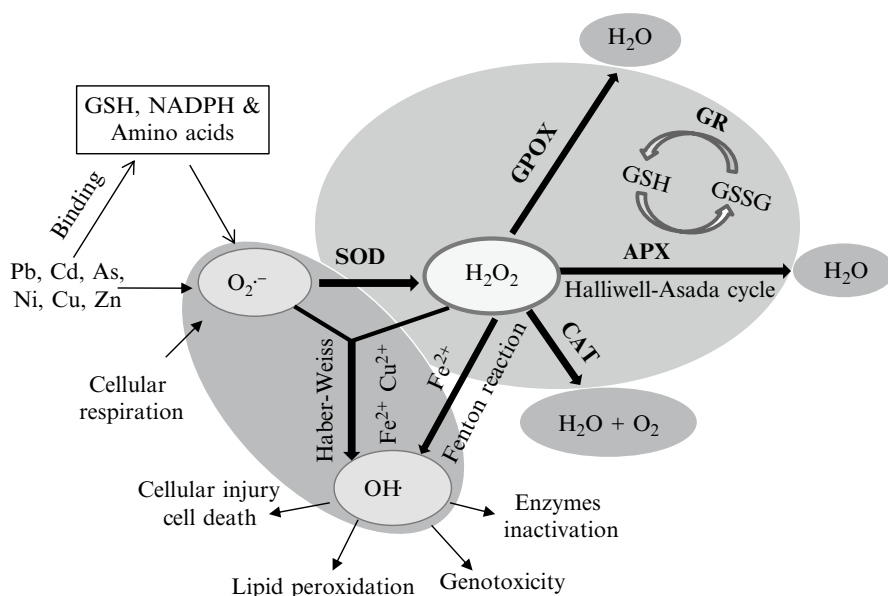 H₂O
GSH, NADPH &
Amino acids
GR
GPOX
GSH
GSSG
Binding
Pb, Cd, As,
Ni, Cu, Zn
O₂·⁻
SOD
H₂O₂
APX
Halliwell-Asada cycle
H₂O
Cellular
respiration
Haber-Weiss
Fe²⁺ Cu²⁺
Fe²⁺
Fenton reaction
CAT
H₂O + O₂
OH·
Cellular injury
cell death
Enzymes
inactivation
Lipid peroxidation
Genotoxicity